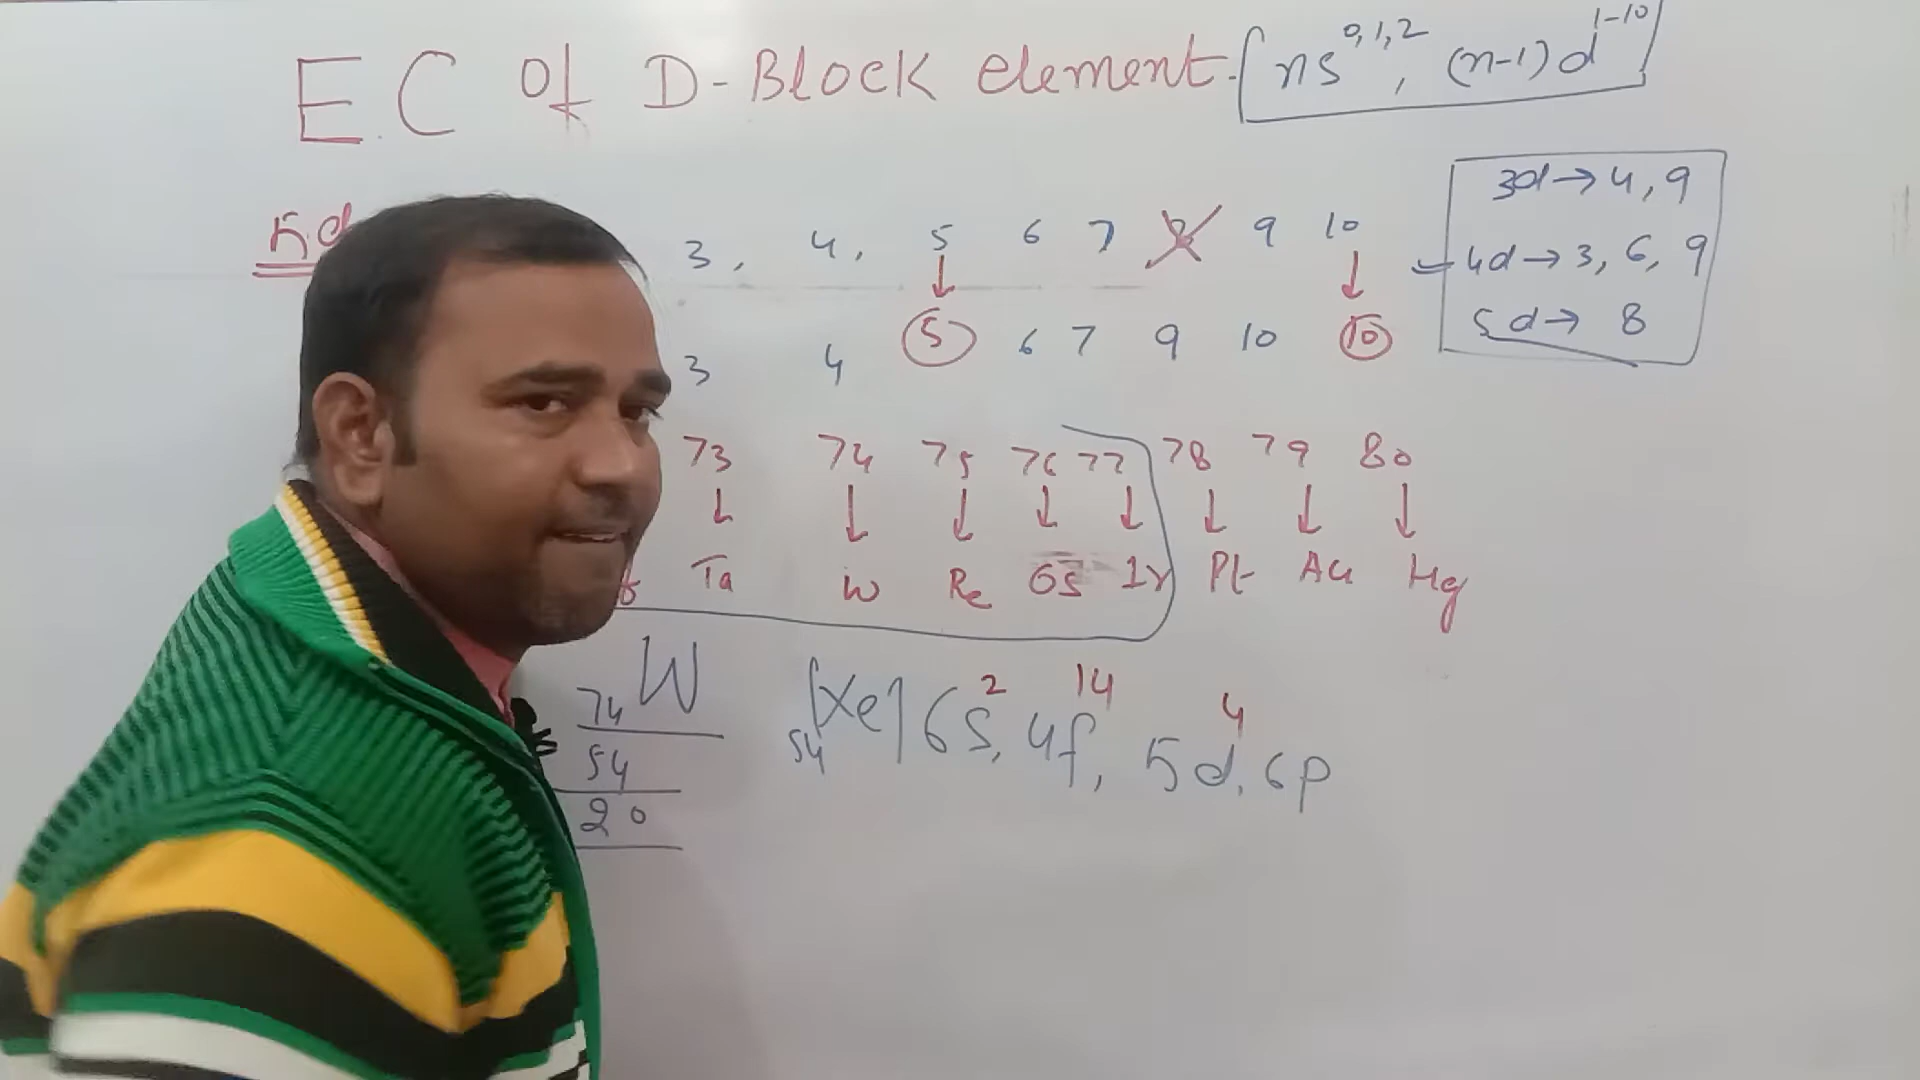 E.C Of D-Block element - [ns^0,1,2, (n-1)d^1-10]
5d
3, 4, 5 6 7 8 9 10
↓ ↓
3 4 5 6 7 9 10 10
3d → 4, 9
4d → 3, 6, 9
5d → 8
73 74 75 76 77 78 79 80
↓ ↓ ↓ ↓ ↓ ↓ ↓ ↓
Ta W Re Os Ir Pt Au Hg
74W 54[Xe] 6s^2, 4f^14, 5d^4, 6p
54
20